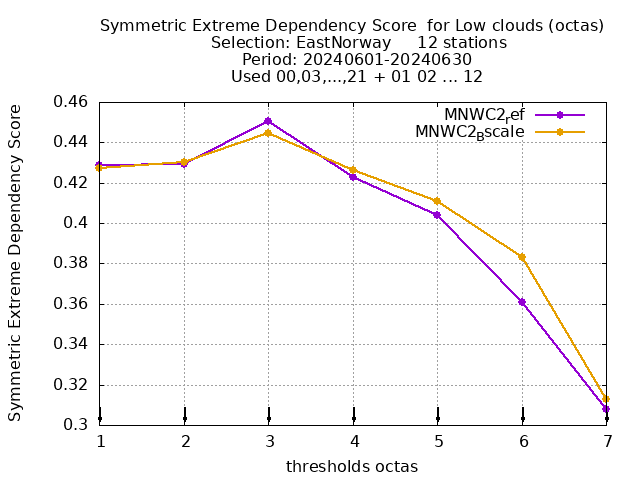 Symmetric Extreme Dependency Score  for Low clouds (octas)
Selection: EastNorway     12 stations
Period: 20240601-20240630
Used 00,03,...,21 + 01 02 ... 12
MNWC2ref
MNWC2Bscale
Symmetric Extreme Dependency Score
0.46
0.44
0.42
0.4
0.38
0.36
0.34
0.32
0.3
1 2 3 4 5 6 7
thresholds octas